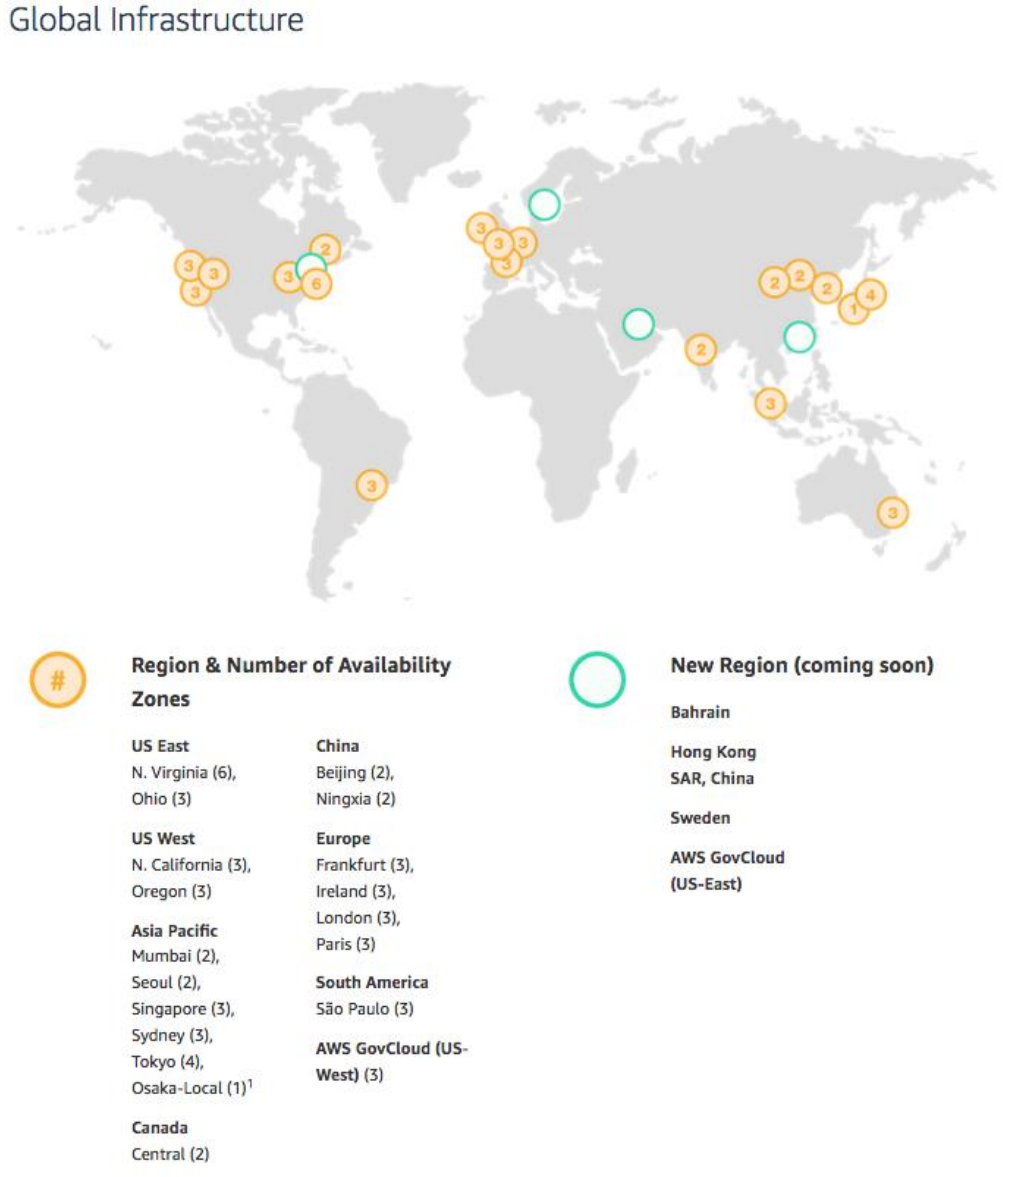 Global Infrastructure
2
3
3
3
3
6
3
3
3
3
3
2
2
2
4
1
2
3
3
#
Region & Number of Availability
Zones
US East
N. Virginia (6),
Ohio (3)
US West
N. California (3),
Oregon (3)
Asia Pacific
Mumbai (2),
Seoul (2),
Singapore (3),
Sydney (3),
Tokyo (4),
Osaka-Local (1)¹
Canada
Central (2)
China
Beijing (2),
Ningxia (2)
Europe
Frankfurt (3),
Ireland (3),
London (3),
Paris (3)
South America
São Paulo (3)
AWS GovCloud (US-
West) (3)
New Region (coming soon)
Bahrain
Hong Kong
SAR, China
Sweden
AWS GovCloud
(US-East)